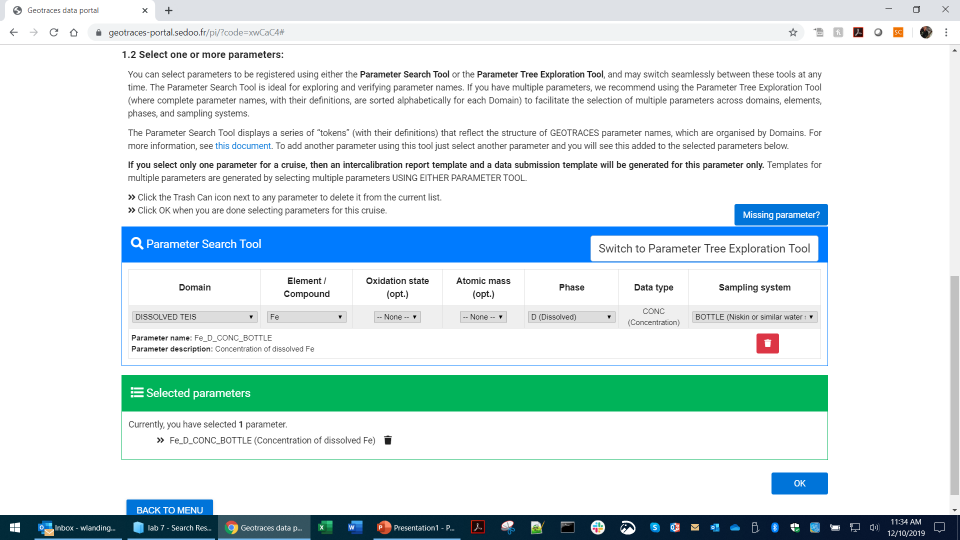 Geotraces data portal
geotraces-portal.sedoo.fr/pi/?code=xwCaC4#
1.2 Select one or more parameters:
You can select parameters to be registered using either the Parameter Search Tool or the Parameter Tree Exploration Tool, and may switch seamlessly between these tools at any
time. The Parameter Search Tool is ideal for exploring and verifying parameter names. If you have multiple parameters, we recommend using the Parameter Tree Exploration Tool
(where complete parameter names, with their definitions, are sorted alphabetically for each Domain) to facilitate the selection of multiple parameters across domains, elements,
phases, and sampling systems.
The Parameter Search Tool displays a series of "tokens" (with their definitions) that reflect the structure of GEOTRACES parameter names, which are organised by Domains. For
more information, see this document. To add another parameter using this tool just select another parameter and you will see this added to the selected parameters below.
If you select only one parameter for a cruise, then an intercalibration report template and a data submission template will be generated for this parameter only. Templates for
multiple parameters are generated by selecting multiple parameters USING EITHER PARAMETER TOOL.
» Click the Trash Can icon next to any parameter to delete it from the current list.
» Click OK when you are done selecting parameters for this cruise.
Missing parameter?
Parameter Search Tool
Switch to Parameter Tree Exploration Tool
Domain
Element /
Compound
Oxidation state
(opt.)
Atomic mass
(opt.)
Phase
Data type
Sampling system
DISSOLVED TEIS
Fe
-- None --
-- None --
D (Dissolved)
CONC
(Concentration)
BOTTLE (Niskin or similar water s
Parameter name: Fe_D_CONC_BOTTLE
Parameter description: Concentration of dissolved Fe
Selected parameters
Currently, you have selected 1 parameter.
» Fe_D_CONC_BOTTLE (Concentration of dissolved Fe)
OK
BACK TO MENU
Inbox - wlanding...
lab 7 - Search Res...
Geotraces data p...
Presentation1 - P...
11:34 AM
12/10/2019